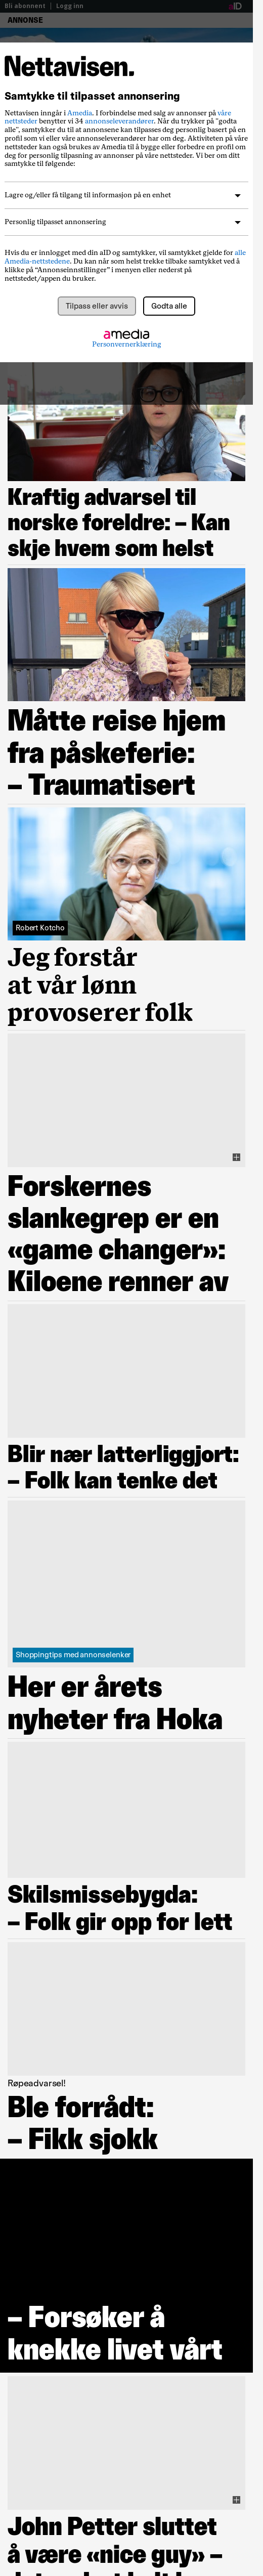 Bli abonnent | Logg inn
aID
ANNONSE
Nettavisen.
Samtykke til tilpasset annonsering
Nettavisen inngår i Amedia. I forbindelse med salg av annonser på våre
nettsteder benytter vi 34 annonseleverandører. Når du trykker på "godta
alle", samtykker du til at annonsene kan tilpasses deg personlig basert på en
profil som vi eller våre annonseleverandører har om deg. Aktiviteten på våre
nettsteder kan også brukes av Amedia til å bygge eller forbedre en profil om
deg for personlig tilpasning av annonser på våre nettsteder. Vi ber om ditt
samtykke til følgende:
Lagre og/eller få tilgang til informasjon på en enhet
Personlig tilpasset annonsering
Hvis du er innlogget med din aID og samtykker, vil samtykket gjelde for alle
Amedia-nettstedene. Du kan når som helst trekke tilbake samtykket ved å
klikke på “Annonseinnstillinger” i menyen eller nederst på
nettstedet/appen du bruker.
Tilpass eller avvis
Godta alle
amedia
Personvernerklæring
Kraftig advarsel til
norske foreldre: – Kan
skje hvem som helst
Måtte reise hjem
fra påskeferie:
– Traumatisert
Robert Kotcho
Jeg forstår
at vår lønn
provoserer folk
Forskernes
slankegrep er en
«game changer»:
Kiloene renner av
Blir nær latterliggjort:
– Folk kan tenke det
Shoppingtips med annonselenker
Her er årets
nyheter fra Hoka
Skilsmissebygda:
– Folk gir opp for lett
Røpeadvarsel!
Ble forrådt:
– Fikk sjokk
– Forsøker å
knekke livet vårt
John Petter sluttet
å være «nice guy» –